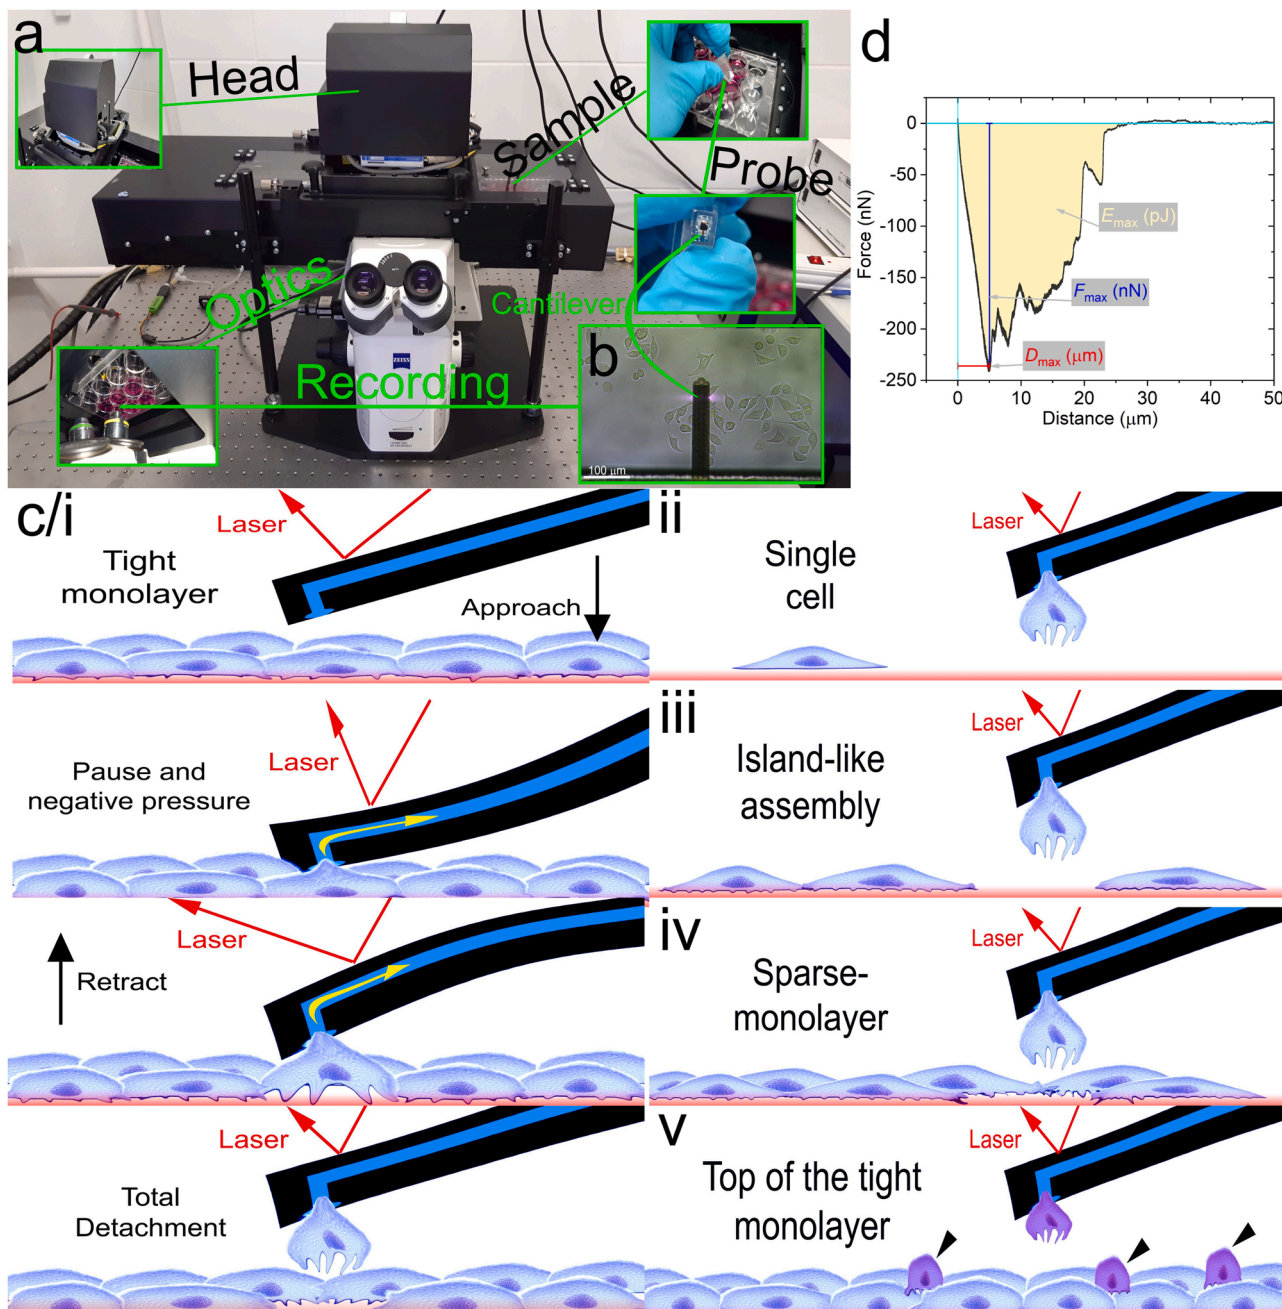 a
Head
Sample
Probe
Optics
Cantilever
Recording
ZEISS
b
100 μm
d
0
-50
-100
-150
-200
-250
Force (nN)
Emax (pJ)
Fmax (nN)
Dmax (μm)
0
10
20
30
40
50
Distance (μm)
c/i
Laser
Tight
monolayer
Approach
Laser
Pause and
negative pressure
Laser
Retract
Laser
Total
Detachment
ii
Laser
Single
cell
iii
Laser
Island-like
assembly
iv
Laser
Sparse-
monolayer
v
Laser
Top of the tight
monolayer